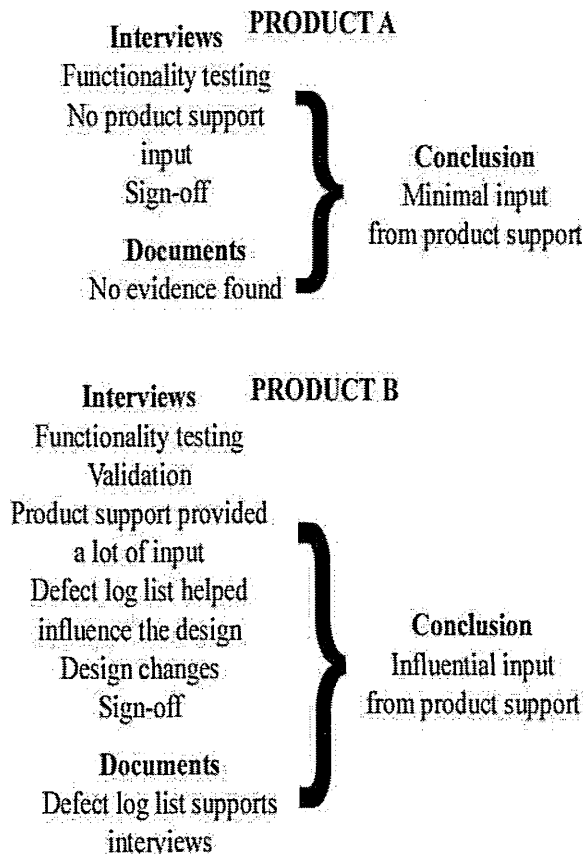 PRODUCT A
Interviews
Functionality testing
No product support
input
Sign-off
Documents
No evidence found
Conclusion
Minimal input
from product support
PRODUCT B
Interviews
Functionality testing
Validation
Product support provided
a lot of input
Defect log list helped
influence the design
Design changes
Sign-off
Documents
Defect log list supports
interviews
Conclusion
Influential input
from product support